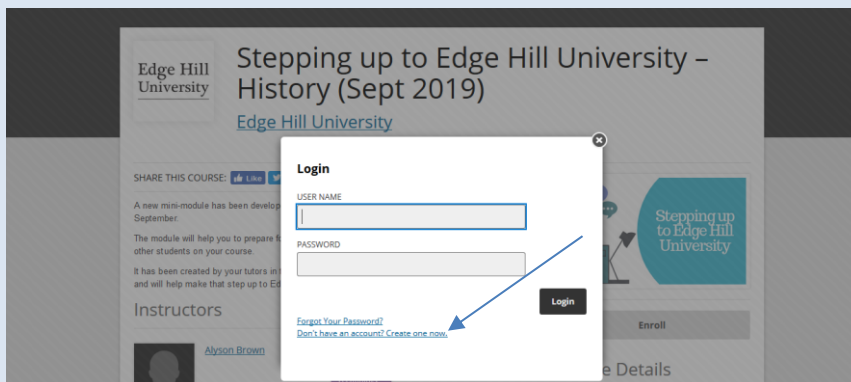 Edge Hill
University
Stepping up to Edge Hill University –
History (Sept 2019)
Edge Hill University
SHARE THIS COURSE: Like
A new mini-module has been develop
September.
The module will help you to prepare f
other students on your course.
It has been created by your tutors in
and will help make that step up to Ed
Instructors
Alyson Brown
Login
USER NAME
PASSWORD
Login
Forgot Your Password?
Don't have an account? Create one now.
Stepping up
to Edge Hill
University
Enroll
e Details